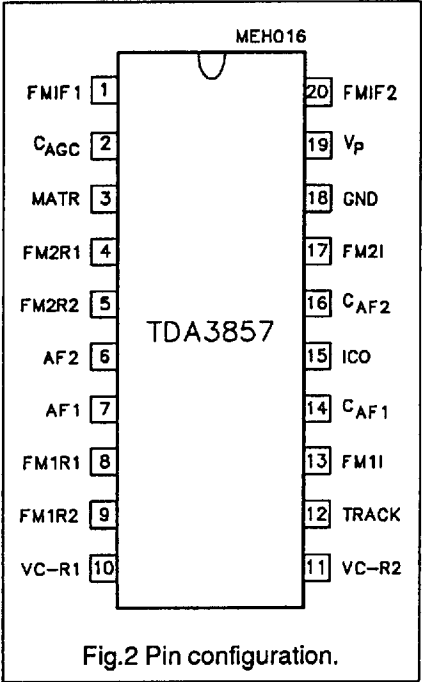 MEH016
FMIF1 1 20 FMIF2
CAGC 2 19 VP
MATR 3 18 GND
FM2R1 4 17 FM2I
FM2R2 5 16 CAF2
AF2 6 15 ICO
TDA3857
AF1 7 14 CAF1
FM1R1 8 13 FM1I
FM1R2 9 12 TRACK
VC-R1 10 11 VC-R2
Fig.2 Pin configuration.